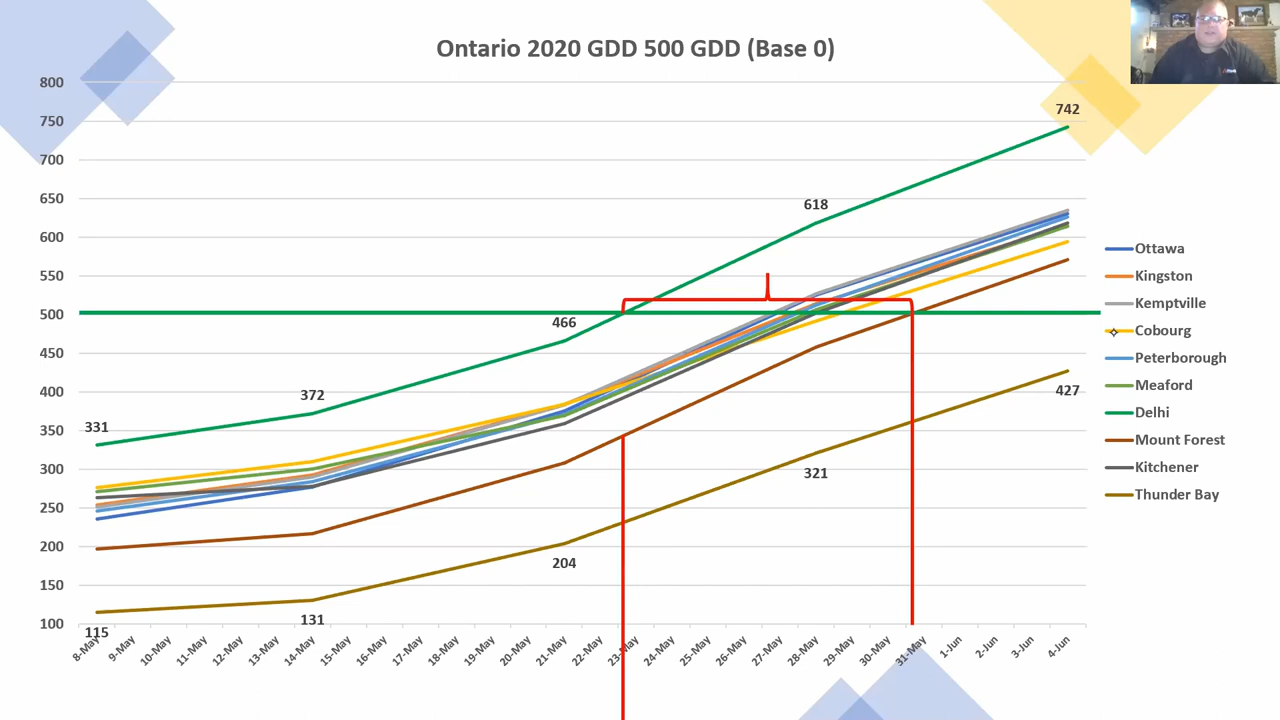 Ontario 2020 GDD 500 GDD (Base 0)
800
750
700
650
600
550
500
450
400
350
300
250
200
150
100
742
618
466
372
331
427
321
204
131
115
8-May
9-May
10-May
11-May
12-May
13-May
14-May
15-May
16-May
17-May
18-May
19-May
20-May
21-May
22-May
23-May
24-May
25-May
26-May
27-May
28-May
29-May
30-May
31-May
1-Jun
2-Jun
3-Jun
4-Jun
Ottawa
Kingston
Kemptville
Cobourg
Peterborough
Meaford
Delhi
Mount Forest
Kitchener
Thunder Bay